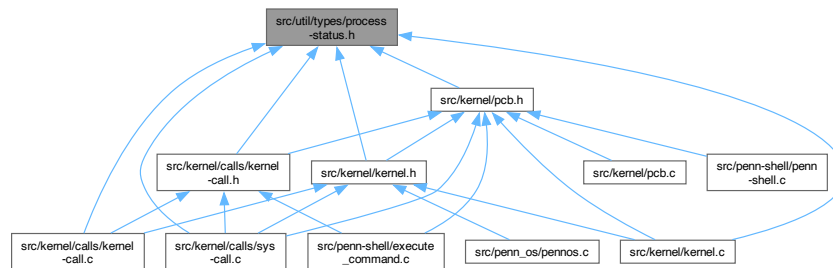 src/util/types/process
-status.h
src/kernel/pcb.h
src/kernel/calls/kernel
-call.h
src/kernel/kernel.h
src/kernel/pcb.c
src/penn-shell/penn
-shell.c
src/kernel/calls/kernel
-call.c
src/kernel/calls/sys
-call.c
src/penn-shell/execute
_command.c
src/penn_os/pennos.c
src/kernel/kernel.c